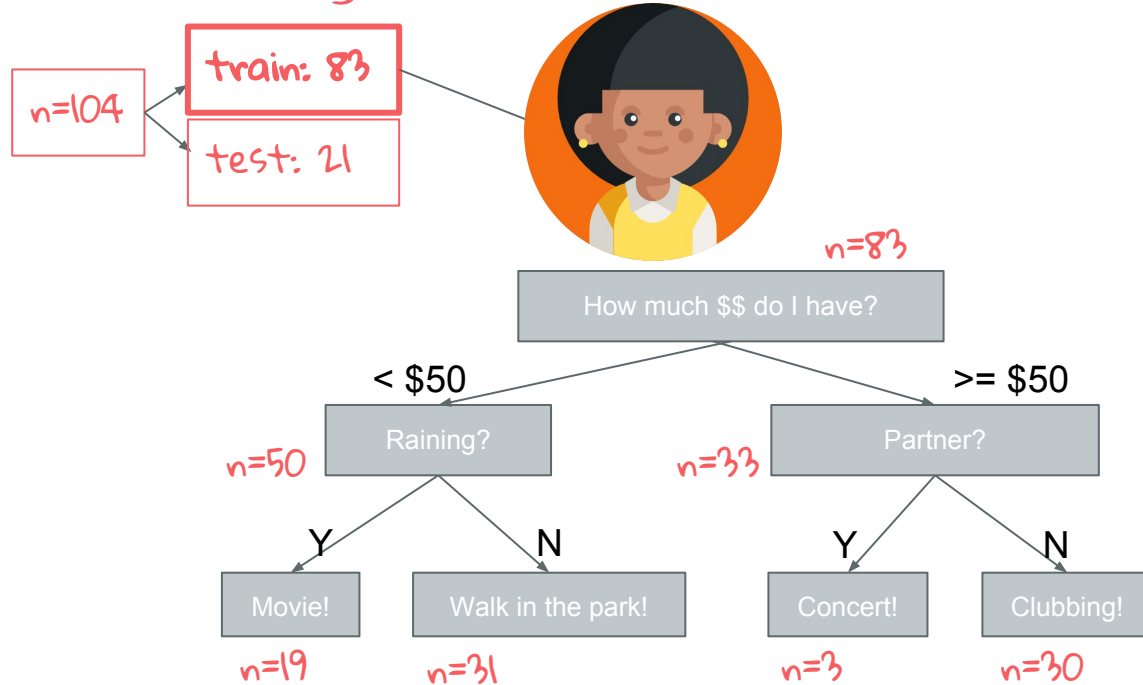 train: 83
n=104
test: 21
n=83
How much $$ do I have?
< $50
>= $50
Raining?
Partner?
n=50
n=33
Y
N
Y
N
Movie!
Walk in the park!
Concert!
Clubbing!
n=19
n=31
n=3
n=30